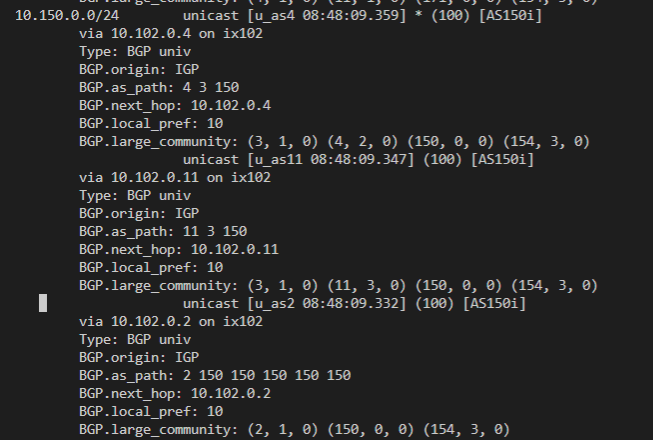 BGP.large_community: (4, 1, 0) (11, 1, 0) (171, 0, 0) (154, 3, 0)
10.150.0.0/24        unicast [u_as4 08:48:09.359] * (100) [AS150i]
via 10.102.0.4 on ix102
Type: BGP univ
BGP.origin: IGP
BGP.as_path: 4 3 150
BGP.next_hop: 10.102.0.4
BGP.local_pref: 10
BGP.large_community: (3, 1, 0) (4, 2, 0) (150, 0, 0) (154, 3, 0)
unicast [u_as11 08:48:09.347] (100) [AS150i]
via 10.102.0.11 on ix102
Type: BGP univ
BGP.origin: IGP
BGP.as_path: 11 3 150
BGP.next_hop: 10.102.0.11
BGP.local_pref: 10
BGP.large_community: (3, 1, 0) (11, 3, 0) (150, 0, 0) (154, 3, 0)
unicast [u_as2 08:48:09.332] (100) [AS150i]
via 10.102.0.2 on ix102
Type: BGP univ
BGP.origin: IGP
BGP.as_path: 2 150 150 150 150 150
BGP.next_hop: 10.102.0.2
BGP.local_pref: 10
BGP.large_community: (2, 1, 0) (150, 0, 0) (154, 3, 0)